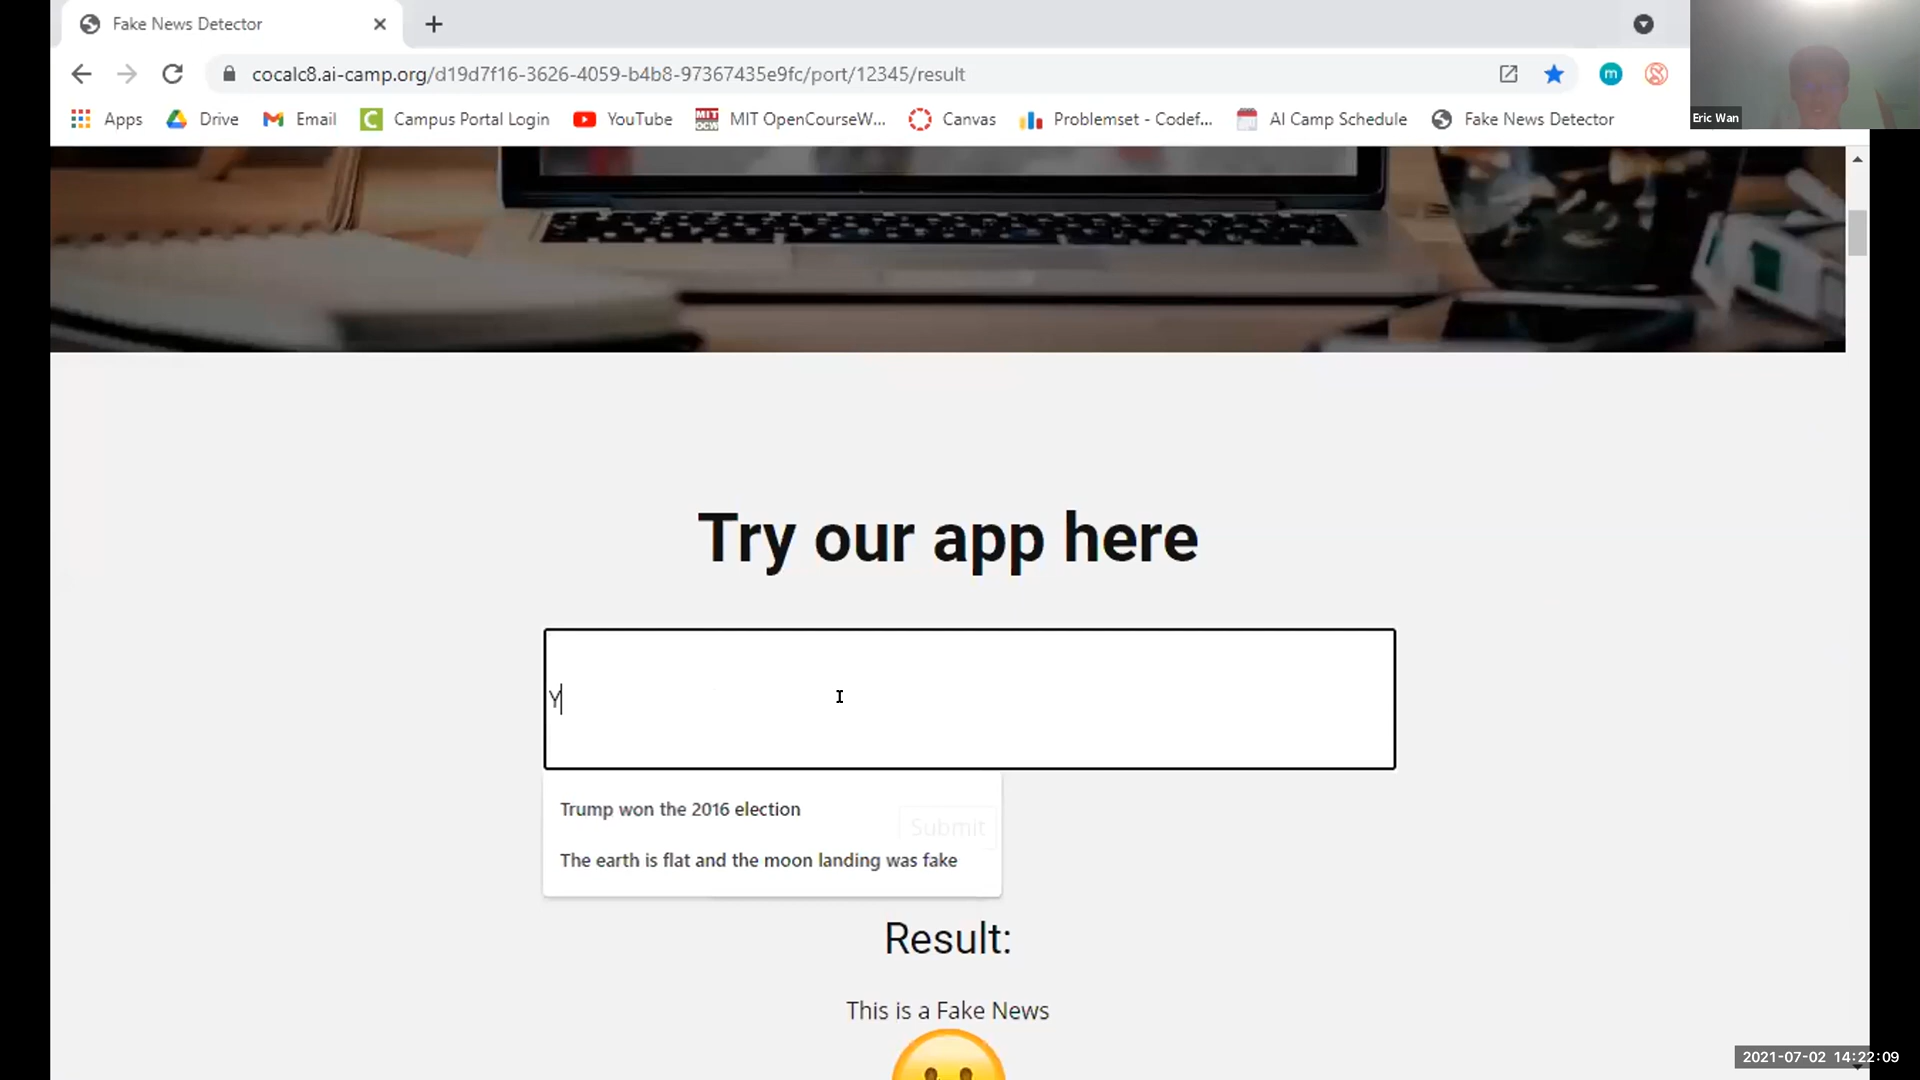 Fake News Detector
cocalc8.ai-camp.org/d19d7f16-3626-4059-b4b8-97367435e9fc/port/12345/result
m
Apps Drive Email Campus Portal Login YouTube MIT OpenCourseW... Canvas Problemset - Codef... AI Camp Schedule Fake News Detector
Eric Wan
Try our app here
Y
Trump won the 2016 election
Submit
The earth is flat and the moon landing was fake
Result:
This is a Fake News
2021-07-02 14:22:09